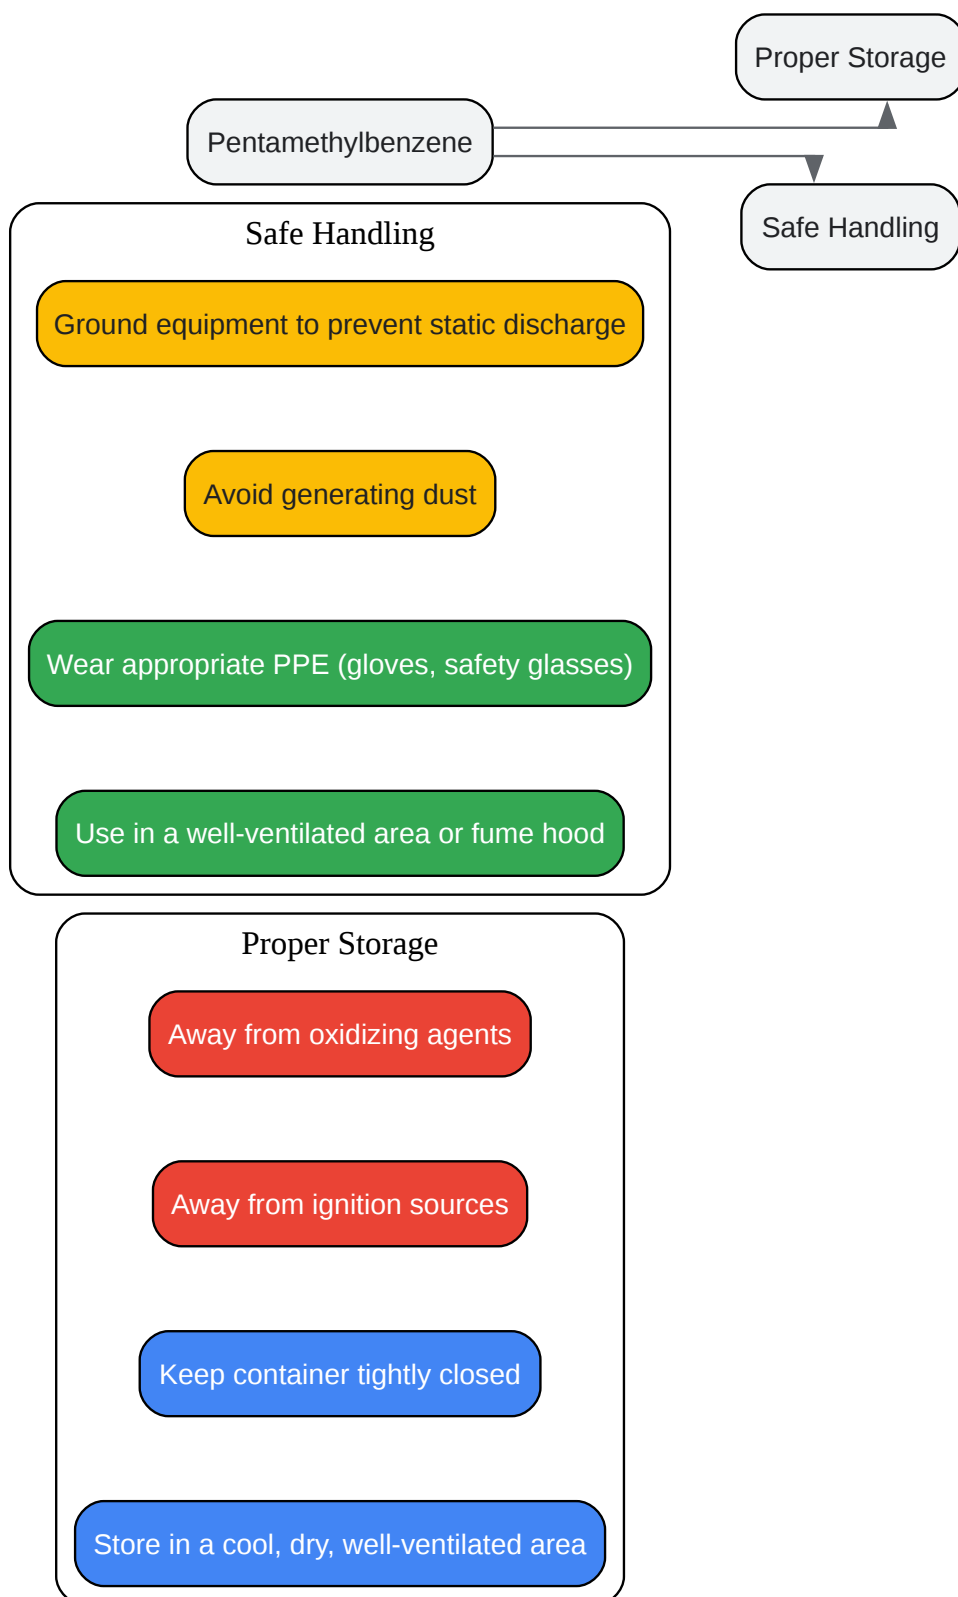 Proper Storage
Pentamethylbenzene
Safe Handling
Safe Handling
Ground equipment to prevent static discharge
Avoid generating dust
Wear appropriate PPE (gloves, safety glasses)
Use in a well-ventilated area or fume hood
Proper Storage
Away from oxidizing agents
Away from ignition sources
Keep container tightly closed
Store in a cool, dry, well-ventilated area